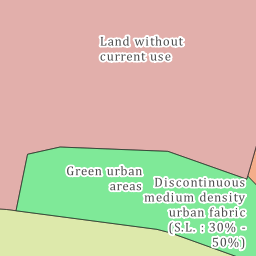 Land without
current use
Green urban
areas
Discontinuous
medium density
urban fabric
(S.L. : 30% -
50%)